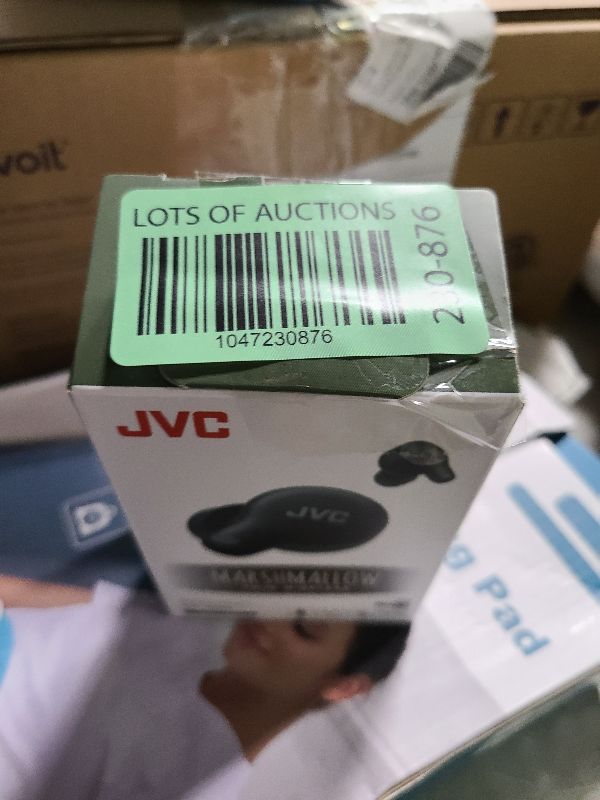 voit
LOTS OF AUCTIONS
230-876
1047230876
JVC
JVC
MARSHMALLOW
g Pad